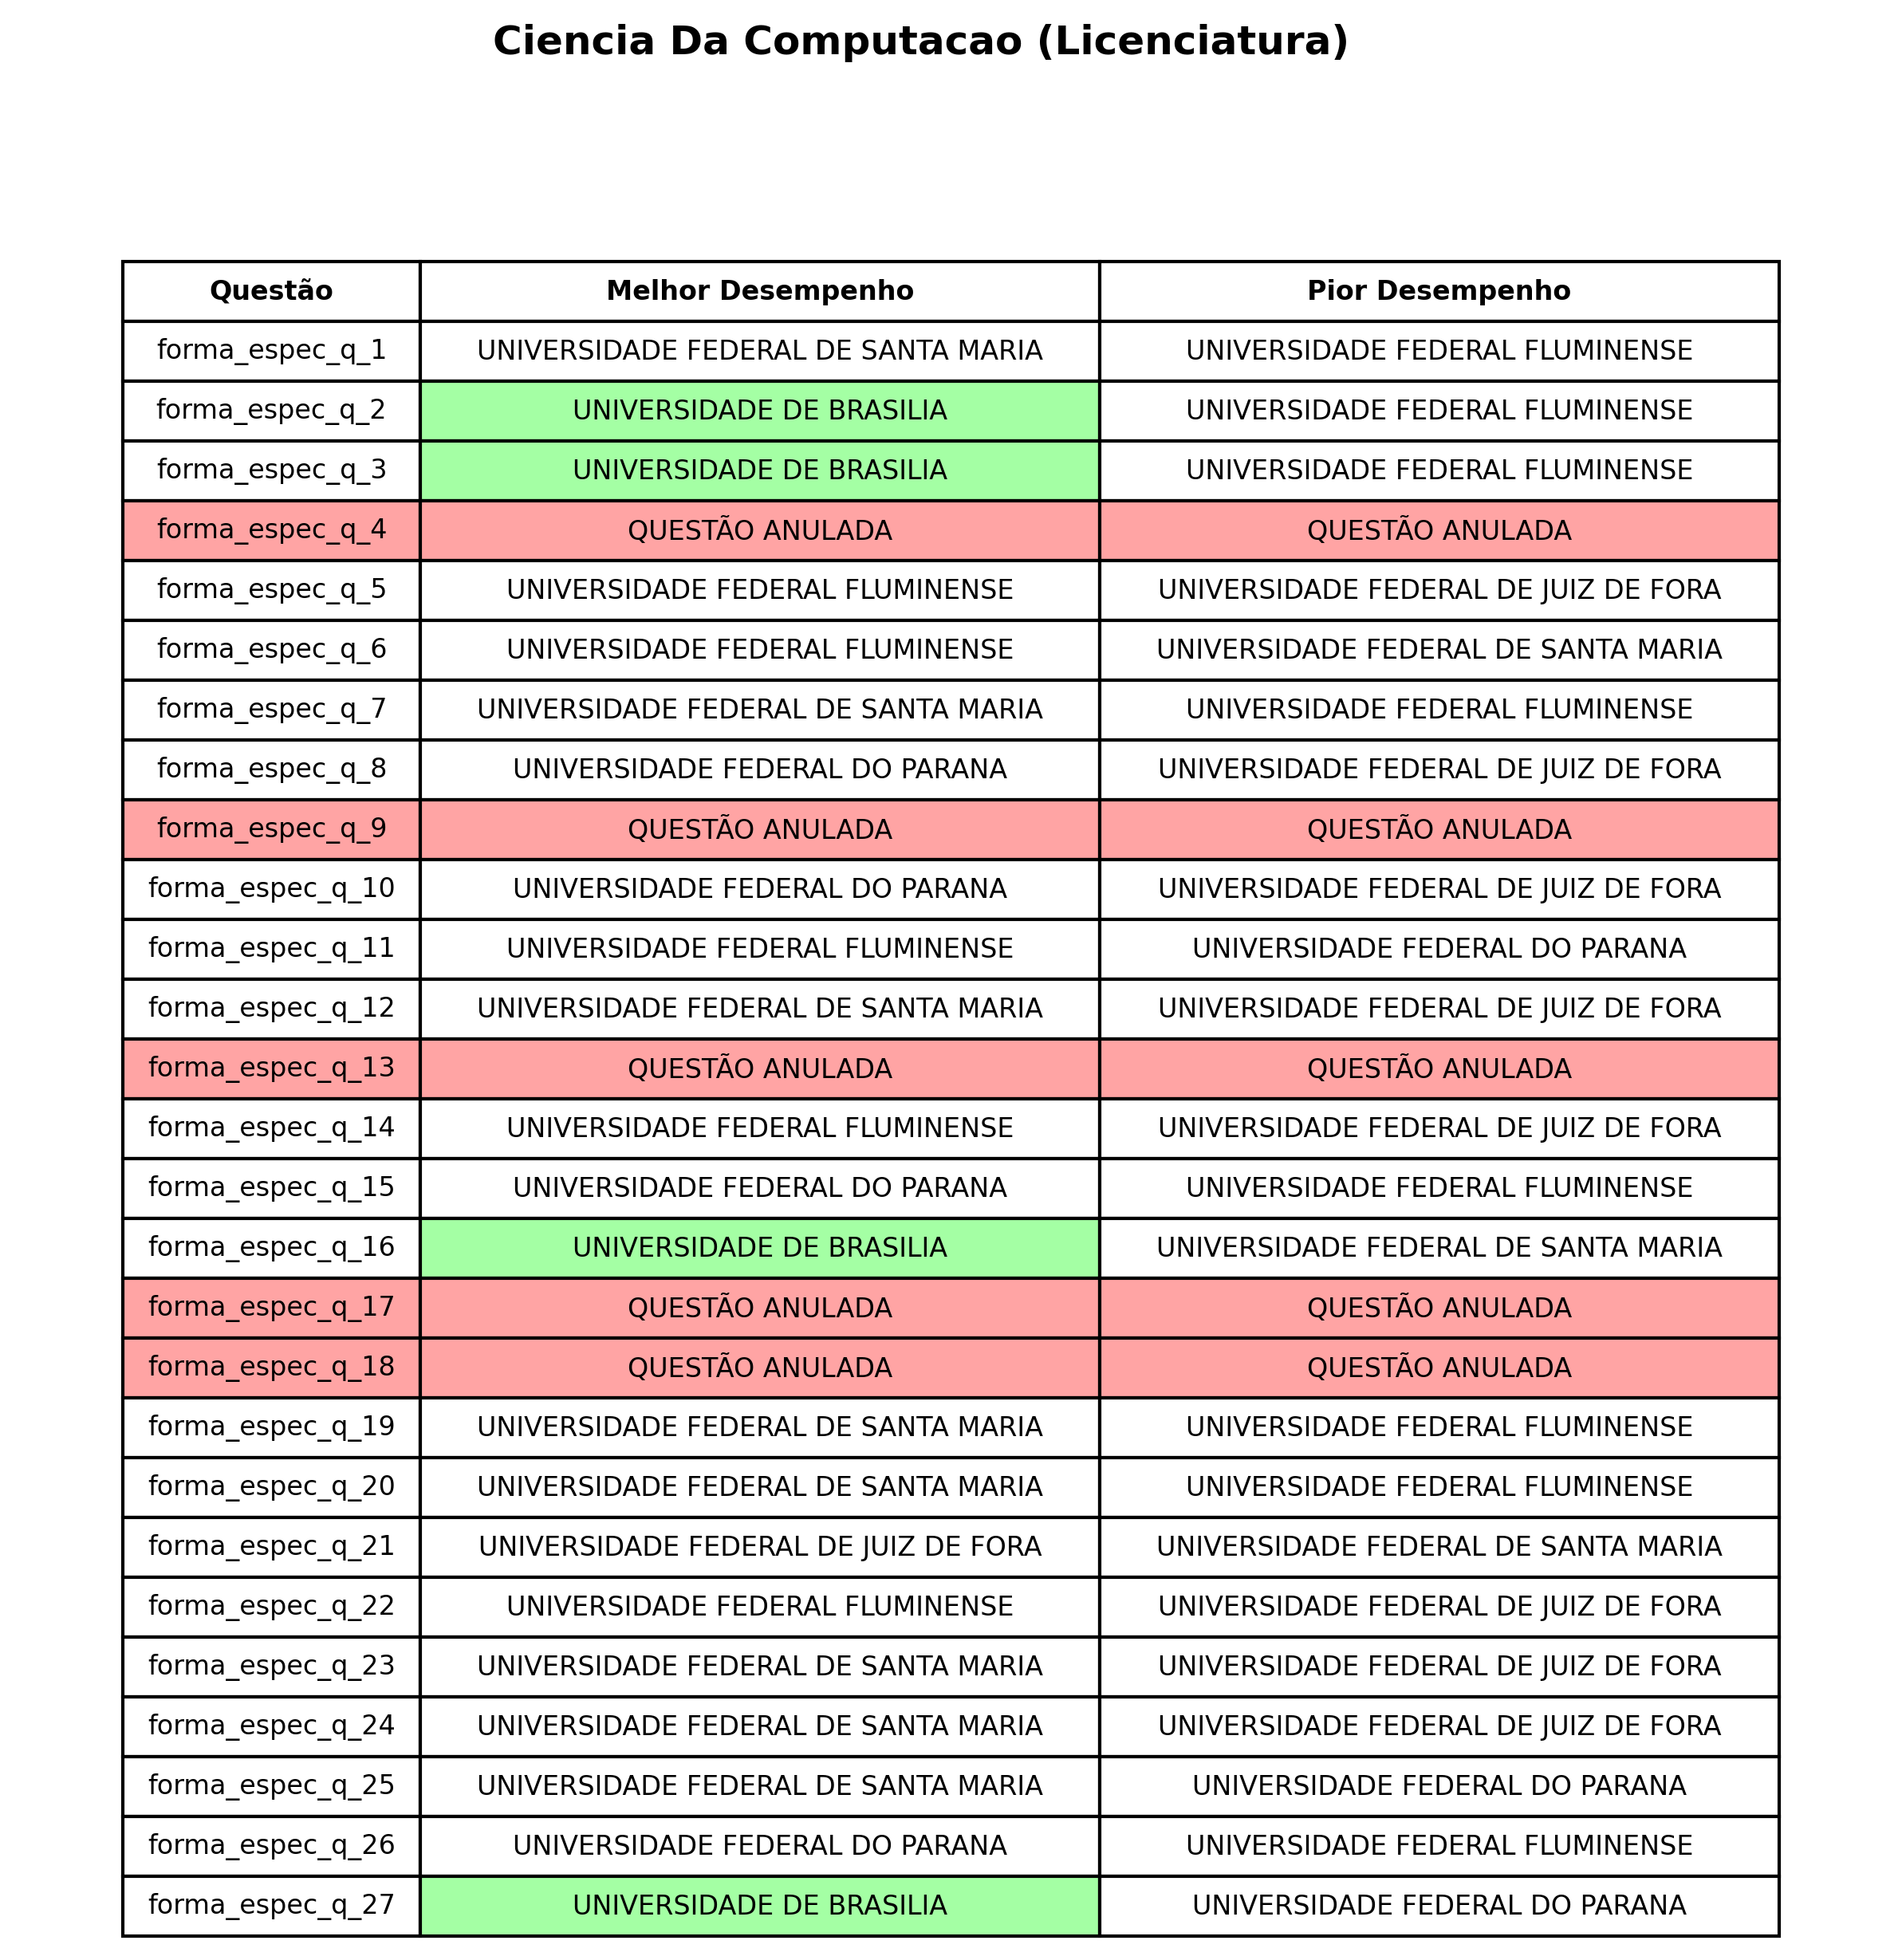 Ciencia Da Computacao (Licenciatura)
Questão Melhor Desempenho Pior Desempenho
forma_espec_q_1 UNIVERSIDADE FEDERAL DE SANTA MARIA UNIVERSIDADE FEDERAL FLUMINENSE
forma_espec_q_2 UNIVERSIDADE DE BRASILIA UNIVERSIDADE FEDERAL FLUMINENSE
forma_espec_q_3 UNIVERSIDADE DE BRASILIA UNIVERSIDADE FEDERAL FLUMINENSE
forma_espec_q_4 QUESTÃO ANULADA QUESTÃO ANULADA
forma_espec_q_5 UNIVERSIDADE FEDERAL FLUMINENSE UNIVERSIDADE FEDERAL DE JUIZ DE FORA
forma_espec_q_6 UNIVERSIDADE FEDERAL FLUMINENSE UNIVERSIDADE FEDERAL DE SANTA MARIA
forma_espec_q_7 UNIVERSIDADE FEDERAL DE SANTA MARIA UNIVERSIDADE FEDERAL FLUMINENSE
forma_espec_q_8 UNIVERSIDADE FEDERAL DO PARANA UNIVERSIDADE FEDERAL DE JUIZ DE FORA
forma_espec_q_9 QUESTÃO ANULADA QUESTÃO ANULADA
forma_espec_q_10 UNIVERSIDADE FEDERAL DO PARANA UNIVERSIDADE FEDERAL DE JUIZ DE FORA
forma_espec_q_11 UNIVERSIDADE FEDERAL FLUMINENSE UNIVERSIDADE FEDERAL DO PARANA
forma_espec_q_12 UNIVERSIDADE FEDERAL DE SANTA MARIA UNIVERSIDADE FEDERAL DE JUIZ DE FORA
forma_espec_q_13 QUESTÃO ANULADA QUESTÃO ANULADA
forma_espec_q_14 UNIVERSIDADE FEDERAL FLUMINENSE UNIVERSIDADE FEDERAL DE JUIZ DE FORA
forma_espec_q_15 UNIVERSIDADE FEDERAL DO PARANA UNIVERSIDADE FEDERAL FLUMINENSE
forma_espec_q_16 UNIVERSIDADE DE BRASILIA UNIVERSIDADE FEDERAL DE SANTA MARIA
forma_espec_q_17 QUESTÃO ANULADA QUESTÃO ANULADA
forma_espec_q_18 QUESTÃO ANULADA QUESTÃO ANULADA
forma_espec_q_19 UNIVERSIDADE FEDERAL DE SANTA MARIA UNIVERSIDADE FEDERAL FLUMINENSE
forma_espec_q_20 UNIVERSIDADE FEDERAL DE SANTA MARIA UNIVERSIDADE FEDERAL FLUMINENSE
forma_espec_q_21 UNIVERSIDADE FEDERAL DE JUIZ DE FORA UNIVERSIDADE FEDERAL DE SANTA MARIA
forma_espec_q_22 UNIVERSIDADE FEDERAL FLUMINENSE UNIVERSIDADE FEDERAL DE JUIZ DE FORA
forma_espec_q_23 UNIVERSIDADE FEDERAL DE SANTA MARIA UNIVERSIDADE FEDERAL DE JUIZ DE FORA
forma_espec_q_24 UNIVERSIDADE FEDERAL DE SANTA MARIA UNIVERSIDADE FEDERAL DE JUIZ DE FORA
forma_espec_q_25 UNIVERSIDADE FEDERAL DE SANTA MARIA UNIVERSIDADE FEDERAL DO PARANA
forma_espec_q_26 UNIVERSIDADE FEDERAL DO PARANA UNIVERSIDADE FEDERAL FLUMINENSE
forma_espec_q_27 UNIVERSIDADE DE BRASILIA UNIVERSIDADE FEDERAL DO PARANA